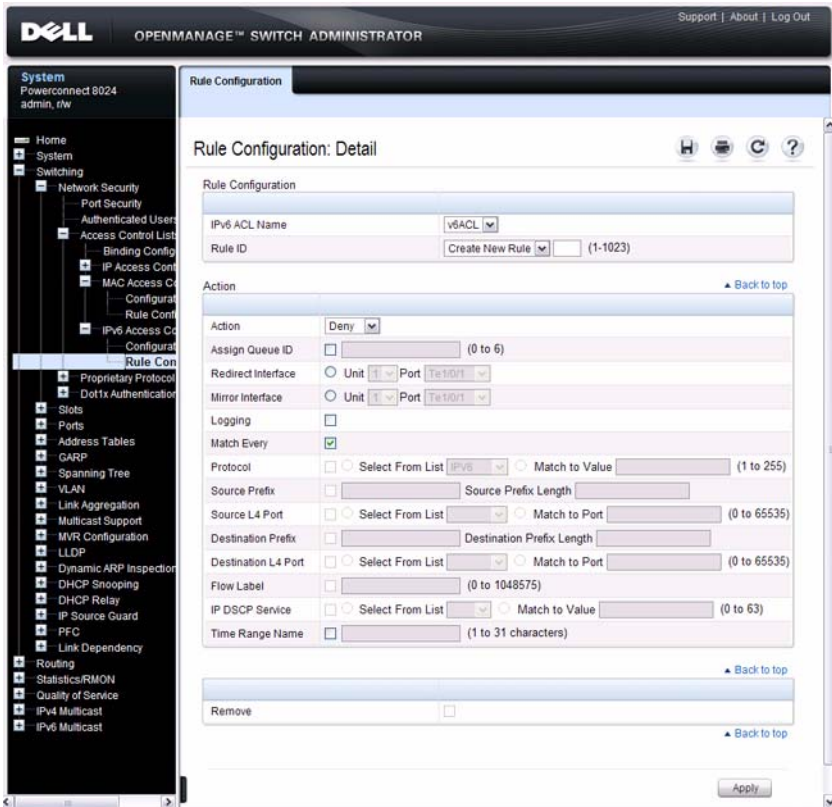 DELL
OPENMANAGE™ SWITCH ADMINISTRATOR
Support | About | Log Out
System
Powerconnect 8024
admin, r/w
Home
System
Switching
Network Security
Port Security
Authenticated Users
Access Control Lists
Binding Config
IP Access Cont
MAC Access Co
Configurat
Rule Confi
IPv6 Access Co
Configurat
Rule Con
Proprietary Protocol
Dot1x Authentication
Slots
Ports
Address Tables
GARP
Spanning Tree
VLAN
Link Aggregation
Multicast Support
MVR Configuration
LLDP
Dynamic ARP Inspection
DHCP Snooping
DHCP Relay
IP Source Guard
PFC
Link Dependency
Routing
Statistics/RMON
Quality of Service
IPv4 Multicast
IPv6 Multicast
Rule Configuration
Rule Configuration: Detail
Rule Configuration
IPv6 ACL Name v6ACL
Rule ID Create New Rule (1-1023)
Action
Back to top
Action Deny
Assign Queue ID (0 to 6)
Redirect Interface Unit 1 Port Te1/0/1
Mirror Interface Unit 1 Port Te1/0/1
Logging
Match Every
Protocol Select From List IPV6 Match to Value (1 to 255)
Source Prefix Source Prefix Length
Source L4 Port Select From List Match to Port (0 to 65535)
Destination Prefix Destination Prefix Length
Destination L4 Port Select From List Match to Port (0 to 65535)
Flow Label (0 to 1048575)
IP DSCP Service Select From List Match to Value (0 to 63)
Time Range Name (1 to 31 characters)
Back to top
Remove
Back to top
Apply